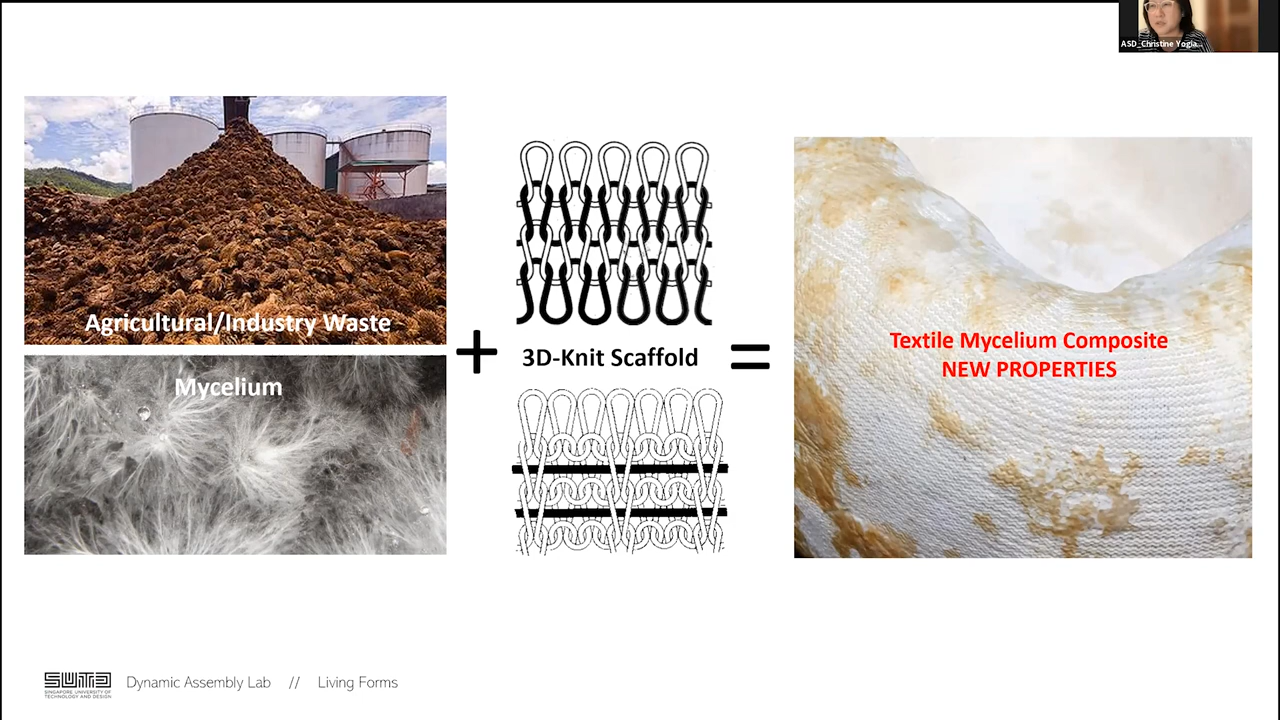 ASD_Christine Yogia...
Agricultural/Industry Waste
Mycelium
+
3D-Knit Scaffold
=
Textile Mycelium Composite
NEW PROPERTIES
SUTD
SINGAPORE UNIVERSITY OF
TECHNOLOGY AND DESIGN
Dynamic Assembly Lab // Living Forms